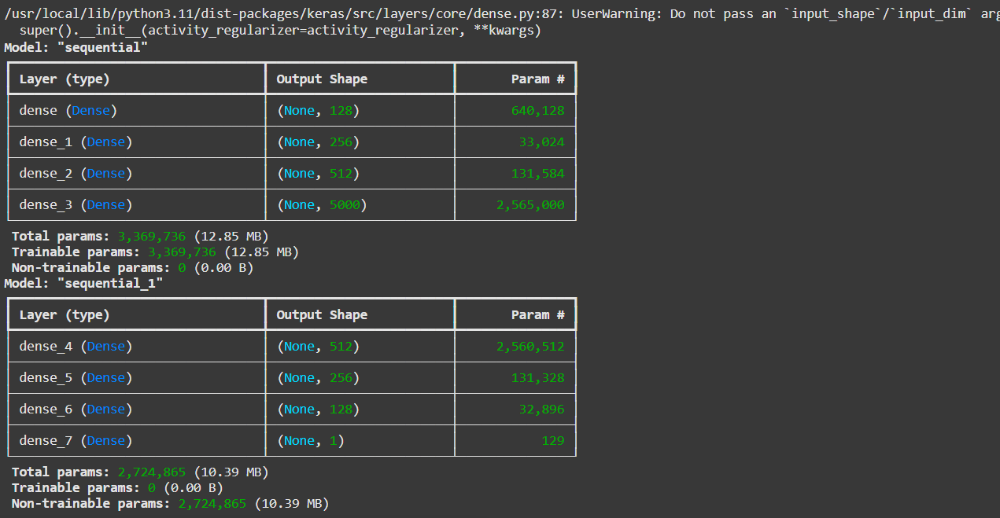 /usr/local/lib/python3.11/dist-packages/keras/src/layers/core/dense.py:87: UserWarning: Do not pass an `input_shape`/`input_dim` arg
super().__init__(activity_regularizer=activity_regularizer, **kwargs)
Model: "sequential"
Layer (type) Output Shape Param #
dense (Dense) (None, 128) 640,128
dense_1 (Dense) (None, 256) 33,024
dense_2 (Dense) (None, 512) 131,584
dense_3 (Dense) (None, 5000) 2,565,000
Total params: 3,369,736 (12.85 MB)
Trainable params: 3,369,736 (12.85 MB)
Non-trainable params: 0 (0.00 B)
Model: "sequential_1"
Layer (type) Output Shape Param #
dense_4 (Dense) (None, 512) 2,560,512
dense_5 (Dense) (None, 256) 131,328
dense_6 (Dense) (None, 128) 32,896
dense_7 (Dense) (None, 1) 129
Total params: 2,724,865 (10.39 MB)
Trainable params: 0 (0.00 B)
Non-trainable params: 2,724,865 (10.39 MB)